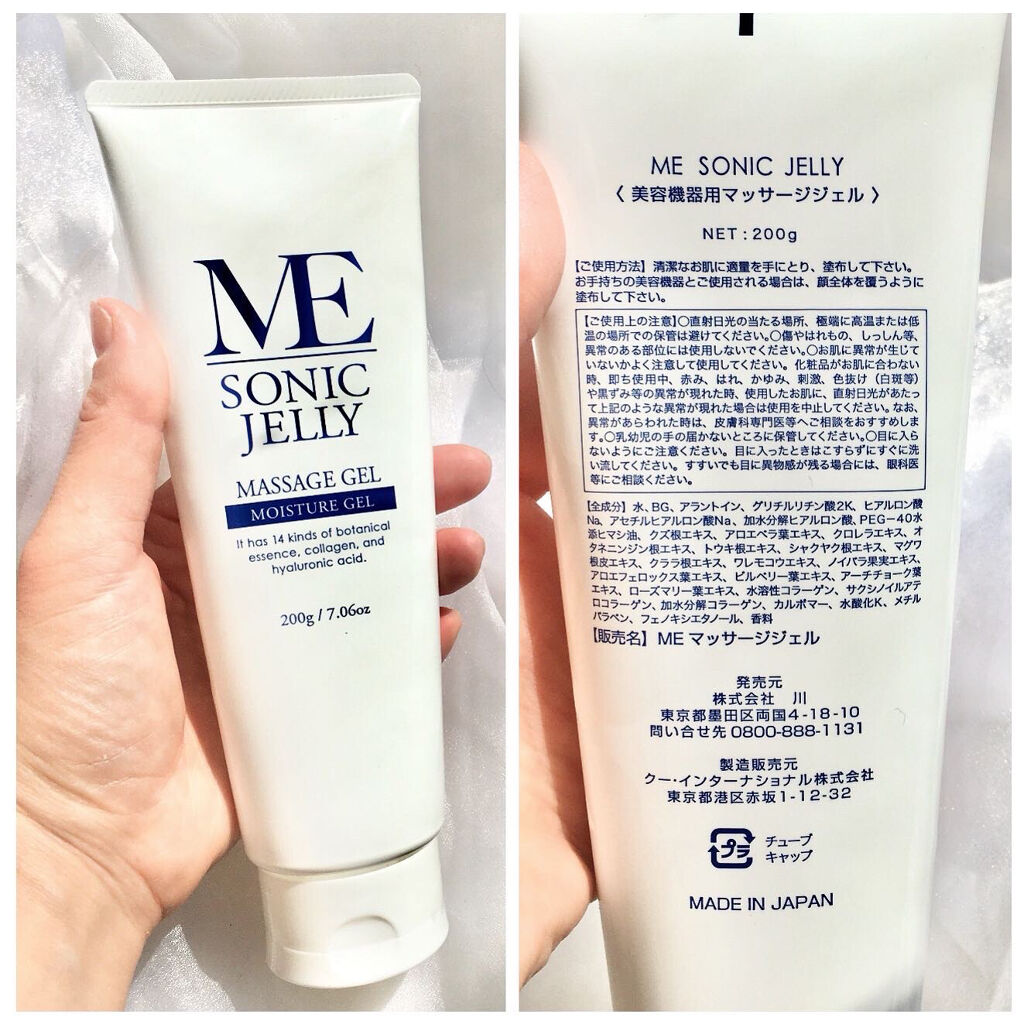 ME
SONIC
JELLY
MASSAGE GEL
MOISTURE GEL
It has 14 kinds of botanical
essence, collagen, and
hyaluronic acid.
200g / 7.06oz
ME SONIC JELLY
〈 美容機器用マッサージジェル 〉
NET : 200g
【ご使用方法】清潔なお肌に適量を手にとり、塗布して下さい。
お手持ちの美容機器とご使用される場合は、顔全体を覆うように
塗布して下さい。
【ご使用上の注意】〇直射日光の当たる場所、極端に高温または低
温の場所での保管は避けてください。〇傷やはれもの、しっしん等、
異常のある部位には使用しないでください。〇お肌に異常が生じて
いないかよく注意して使用してください。化粧品がお肌に合わない
時、即ち使用中、赤み、はれ、かゆみ、刺激、色抜け（白斑等）
や黒ずみ等の異常が現れた時、使用したお肌に、直射日光があたっ
て上記のような異常が現れた場合は使用を中止してください。なお、
異常があらわれた時は、皮膚科専門医等へご相談をおすすめしま
す。〇乳幼児の手の届かないところに保管してください。〇目に入ら
ないようにご注意ください。目に入ったときはこすらずにすぐに洗
い流してください。すすいでも目に異物感が残る場合には、眼科医
等にご相談ください。
【全成分】水、BG、アラントイン、グリチルリチン酸2K、ヒアルロン酸
Na、アセチルヒアルロン酸Na、加水分解ヒアルロン酸、PEG－40水
添ヒマシ油、クズ根エキス、アロエベラ葉エキス、クロレラエキス、オ
タネニンジン根エキス、トウキ根エキス、シャクヤク根エキス、マグワ
根皮エキス、クララ根エキス、ワレモコウエキス、ノイバラ果実エキス、
アロエフェロックス葉エキス、ビルベリー葉エキス、アーチチョーク葉
エキス、ローズマリー葉エキス、水溶性コラーゲン、サクシノイルアテ
ロコラーゲン、加水分解コラーゲン、カルボマー、水酸化K、メチル
パラベン、フェノキシエタノール、香料
【販売名】ME マッサージジェル
発売元
株式会社 川
東京都墨田区両国4-18-10
問い合せ先 0800-888-1131
製造販売元
クー・インターナショナル株式会社
東京都港区赤坂1-12-32
プラ
チューブ
キャップ
MADE IN JAPAN